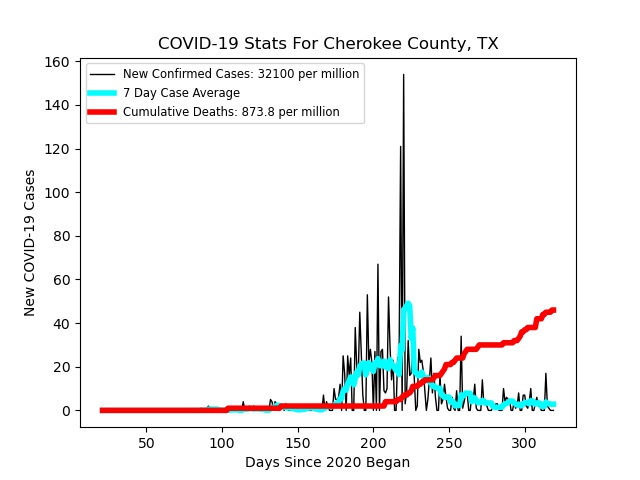 COVID-19 Stats For Cherokee County, TX
New Confirmed Cases: 32100 per million
7 Day Case Average
Cumulative Deaths: 873.8 per million
New COVID-19 Cases
160
140
120
100
80
60
40
20
0
50 100 150 200 250 300
Days Since 2020 Began